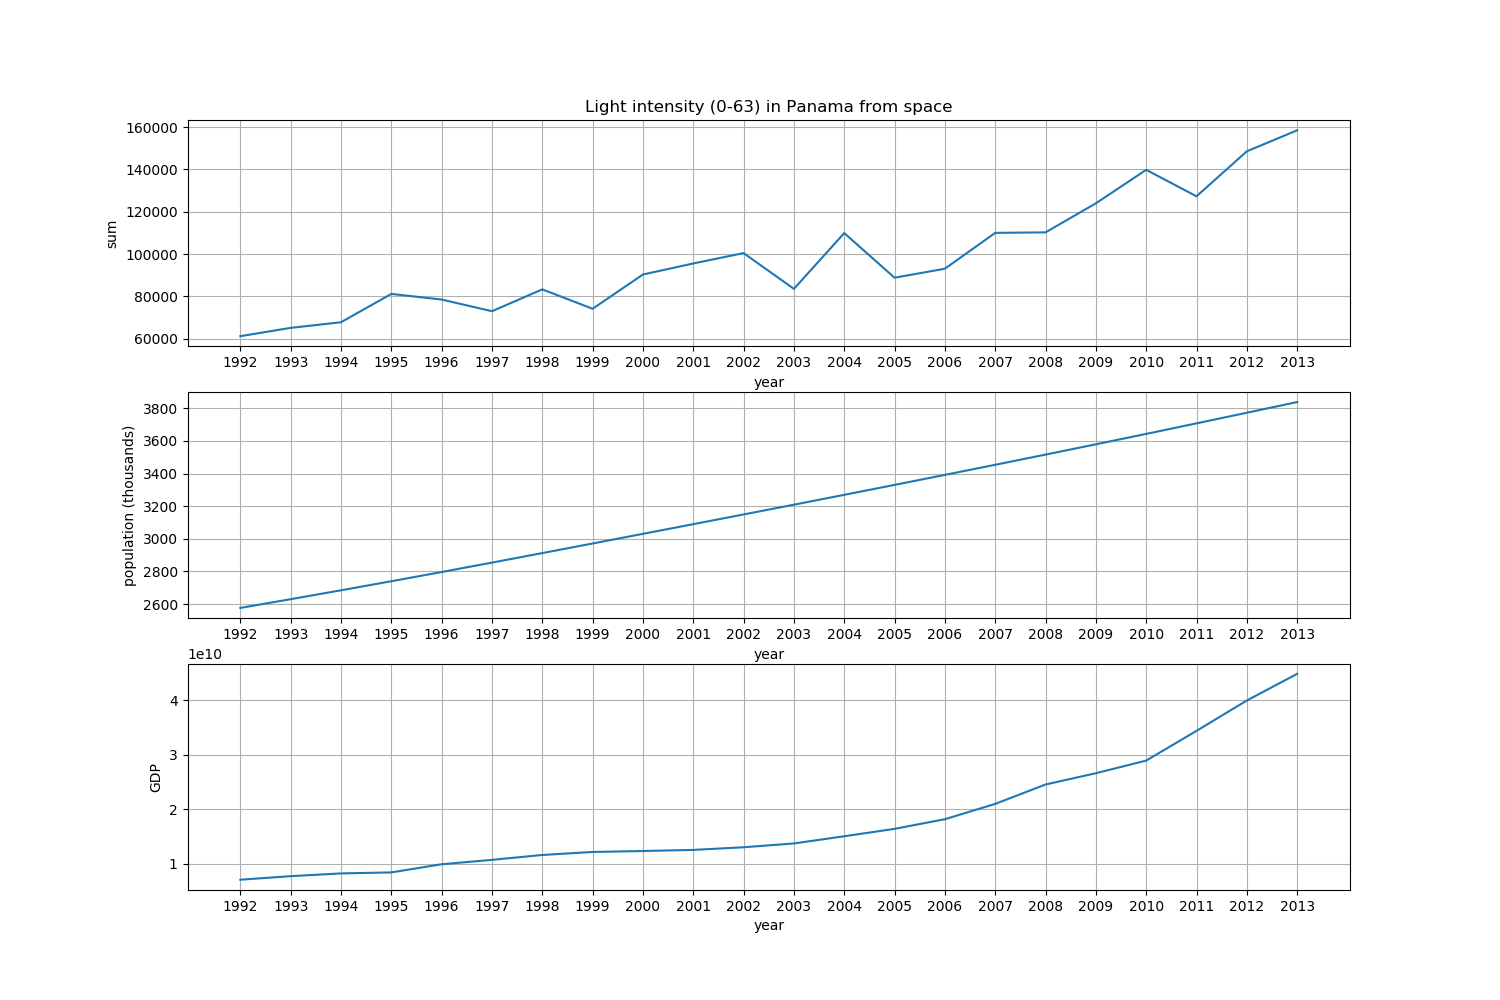 Light intensity (0-63) in Panama from space
160000
140000
120000
100000
80000
60000
sum
1992 1993 1994 1995 1996 1997 1998 1999 2000 2001 2002 2003 2004 2005 2006 2007 2008 2009 2010 2011 2012 2013
year
3800
3600
3400
3200
3000
2800
2600
population (thousands)
1992 1993 1994 1995 1996 1997 1998 1999 2000 2001 2002 2003 2004 2005 2006 2007 2008 2009 2010 2011 2012 2013
year
1e10
4
3
2
1
GDP
1992 1993 1994 1995 1996 1997 1998 1999 2000 2001 2002 2003 2004 2005 2006 2007 2008 2009 2010 2011 2012 2013
year